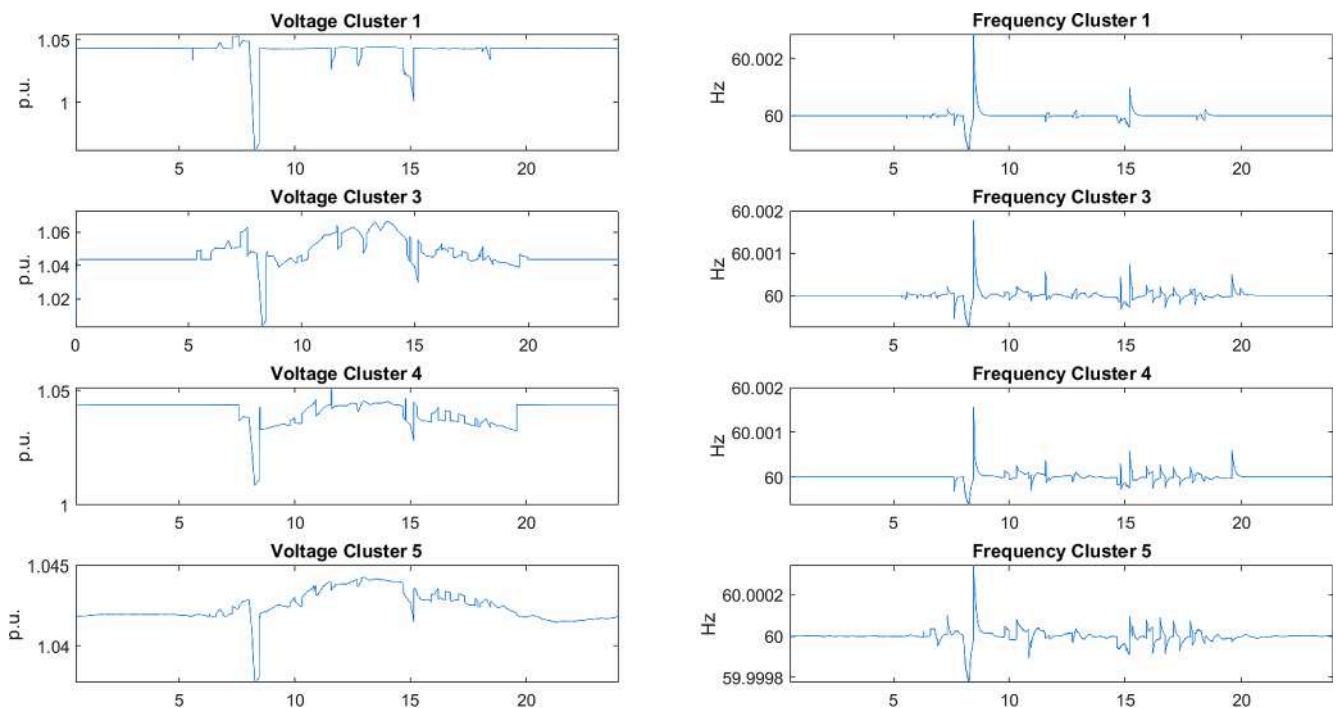 Voltage Cluster 1
1.05
1
p.u.
5 10 15 20
Frequency Cluster 1
60.002
60
Hz
5 10 15 20
Voltage Cluster 3
1.06
1.04
1.02
p.u.
0 5 10 15 20
Frequency Cluster 3
60.002
60.001
60
Hz
5 10 15 20
Voltage Cluster 4
1.05
1
p.u.
5 10 15 20
Frequency Cluster 4
60.002
60.001
60
Hz
5 10 15 20
Voltage Cluster 5
1.045
1.04
p.u.
5 10 15 20
Frequency Cluster 5
60.0002
60
59.9998
Hz
5 10 15 20